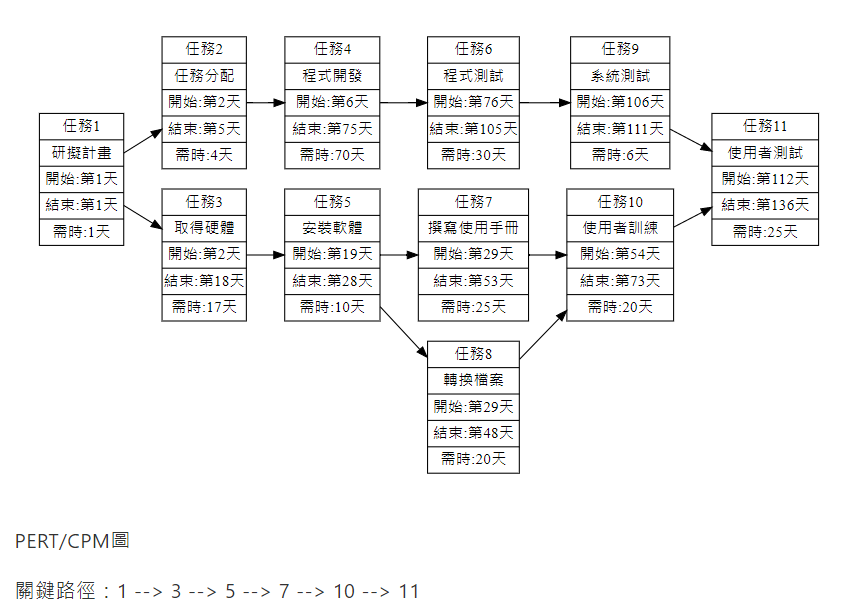 任務1
研擬計畫
開始:第1天
結束:第1天
需時:1天
任務2
任務分配
開始:第2天
結束:第5天
需時:4天
任務4
程式開發
開始:第6天
結束:第75天
需時:70天
任務6
程式測試
開始:第76天
結束:第105天
需時:30天
任務9
系統測試
開始:第106天
結束:第111天
需時:6天
任務3
取得硬體
開始:第2天
結束:第18天
需時:17天
任務5
安裝軟體
開始:第19天
結束:第28天
需時:10天
任務7
撰寫使用手冊
開始:第29天
結束:第53天
需時:25天
任務8
轉換檔案
開始:第29天
結束:第48天
需時:20天
任務10
使用者訓練
開始:第54天
結束:第73天
需時:20天
任務11
使用者測試
開始:第112天
結束:第136天
需時:25天
PERT/CPM圖
關鍵路徑：1 --> 3 --> 5 --> 7 --> 10 --> 11